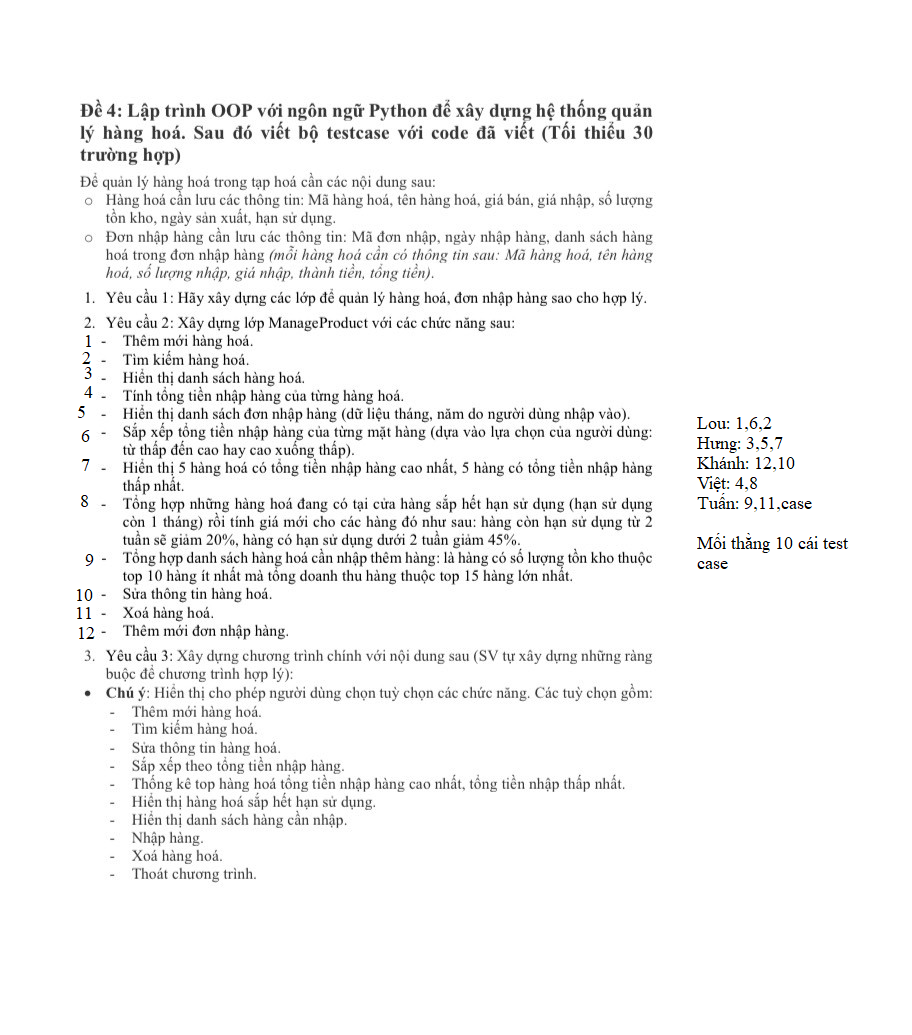 Đề 4: Lập trình OOP với ngôn ngữ Python để xây dựng hệ thống quản
lý hàng hoá. Sau đó viết bộ testcase với code đã viết (Tối thiểu 30
trường hợp)
Để quản lý hàng hoá trong tạp hoá cần các nội dung sau:
o Hàng hoá cần lưu các thông tin: Mã hàng hoá, tên hàng hoá, giá bán, giá nhập, số lượng
tồn kho, ngày sản xuất, hạn sử dụng.
o Đơn nhập hàng cần lưu các thông tin: Mã đơn nhập, ngày nhập hàng, danh sách hàng
hoá trong đơn nhập hàng (mỗi hàng hoá cần có thông tin sau: Mã hàng hoá, tên hàng
hoá, số lượng nhập, giá nhập, thành tiền, tổng tiền).
1. Yêu cầu 1: Hãy xây dựng các lớp để quản lý hàng hoá, đơn nhập hàng sao cho hợp lý.
2. Yêu cầu 2: Xây dựng lớp ManageProduct với các chức năng sau:
1 - Thêm mới hàng hoá.
2 - Tìm kiếm hàng hoá.
3 - Hiển thị danh sách hàng hoá.
4 - Tính tổng tiền nhập hàng của từng hàng hoá.
5 - Hiển thị danh sách đơn nhập hàng (dữ liệu tháng, năm do người dùng nhập vào).
6 - Sắp xếp tổng tiền nhập hàng của từng mặt hàng (dựa vào lựa chọn của người dùng:
từ thấp đến cao hay cao xuống thấp).
7 - Hiển thị 5 hàng hoá có tổng tiền nhập hàng cao nhất, 5 hàng có tổng tiền nhập hàng
thấp nhất.
8 - Tổng hợp những hàng hoá đang có tại cửa hàng sắp hết hạn sử dụng (hạn sử dụng
còn 1 tháng) rồi tính giá mới cho các hàng đó như sau: hàng còn hạn sử dụng từ 2
tuần sẽ giảm 20%, hàng có hạn sử dụng dưới 2 tuần giảm 45%.
9 - Tổng hợp danh sách hàng hoá cần nhập thêm hàng: là hàng có số lượng tồn kho thuộc
top 10 hàng ít nhất mà tổng doanh thu hàng thuộc top 15 hàng lớn nhất.
10 - Sửa thông tin hàng hoá.
11 - Xoá hàng hoá.
12 - Thêm mới đơn nhập hàng.
3. Yêu cầu 3: Xây dựng chương trình chính với nội dung sau (SV tự xây dựng những ràng
buộc để chương trình hợp lý):
• Chú ý: Hiển thị cho phép người dùng chọn tuỳ chọn các chức năng. Các tuỳ chọn gồm:
- Thêm mới hàng hoá.
- Tìm kiếm hàng hoá.
- Sửa thông tin hàng hoá.
- Sắp xếp theo tổng tiền nhập hàng.
- Thống kê top hàng hoá tổng tiền nhập hàng cao nhất, tổng tiền nhập thấp nhất.
- Hiển thị hàng hoá sắp hết hạn sử dụng.
- Hiển thị danh sách hàng cần nhập.
- Nhập hàng.
- Xoá hàng hoá.
- Thoát chương trình.
Lou: 1,6,2
Hưng: 3,5,7
Khánh: 12,10
Việt: 4,8
Tuấn: 9,11,case
Mỗi thằng 10 cái test
case